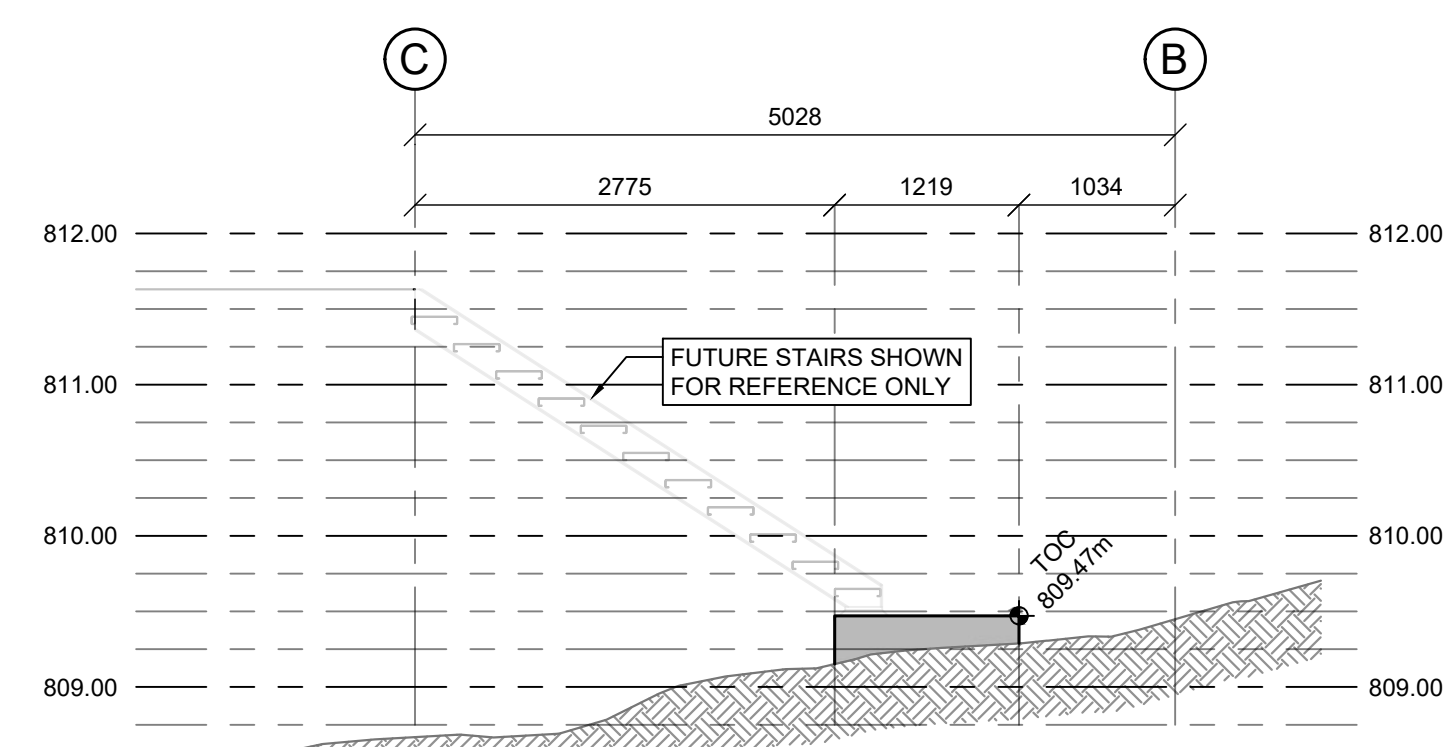 C B
5028
2775 1219 1034
812.00 812.00
FUTURE STAIRS SHOWN
FOR REFERENCE ONLY
811.00 811.00
810.00 810.00
TOC
809.47m
809.00 809.00